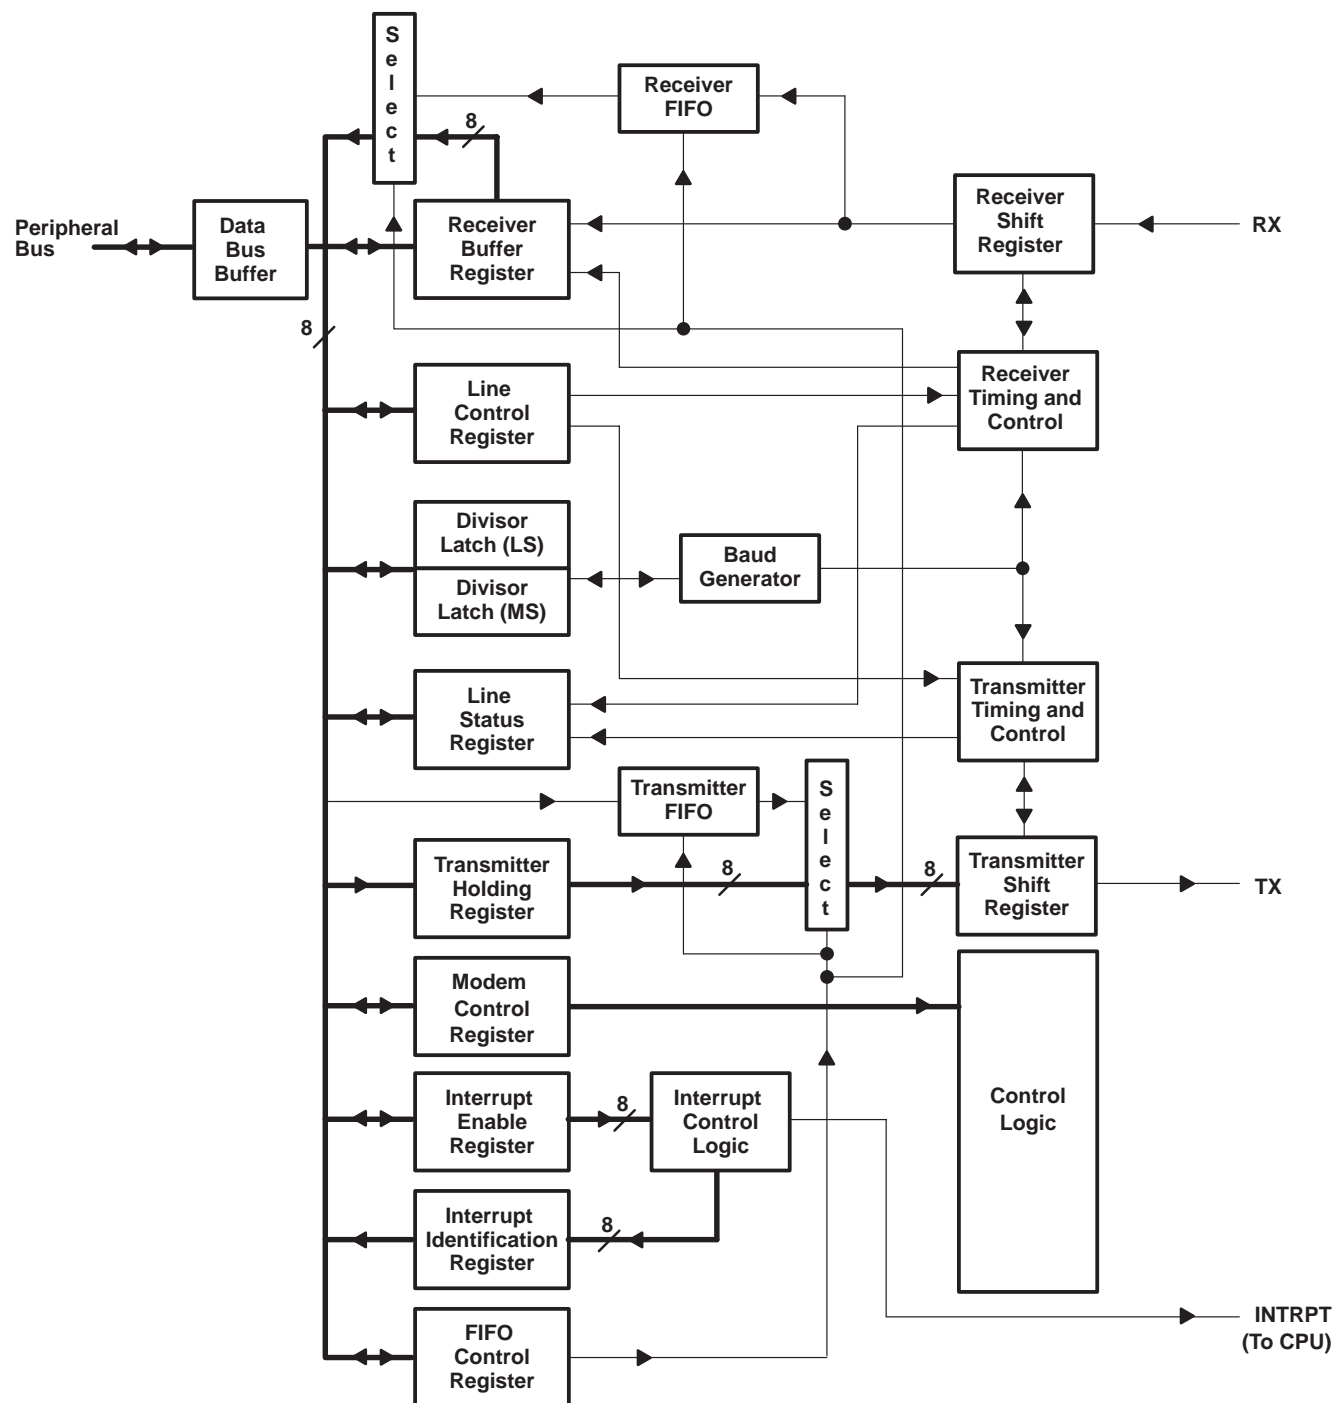 S
e
l
e
c
t
Receiver
FIFO
8
Peripheral
Bus
Data
Bus
Buffer
Receiver
Buffer
Register
Receiver
Shift
Register
RX
8
Line
Control
Register
Receiver
Timing and
Control
Divisor
Latch (LS)
Divisor
Latch (MS)
Baud
Generator
Line
Status
Register
Transmitter
Timing and
Control
Transmitter
FIFO
S
e
l
e
c
t
Transmitter
Holding
Register
8
8
Transmitter
Shift
Register
TX
Modem
Control
Register
Control
Logic
Interrupt
Enable
Register
8
Interrupt
Control
Logic
Interrupt
Identification
Register
8
FIFO
Control
Register
INTRPT
(To CPU)